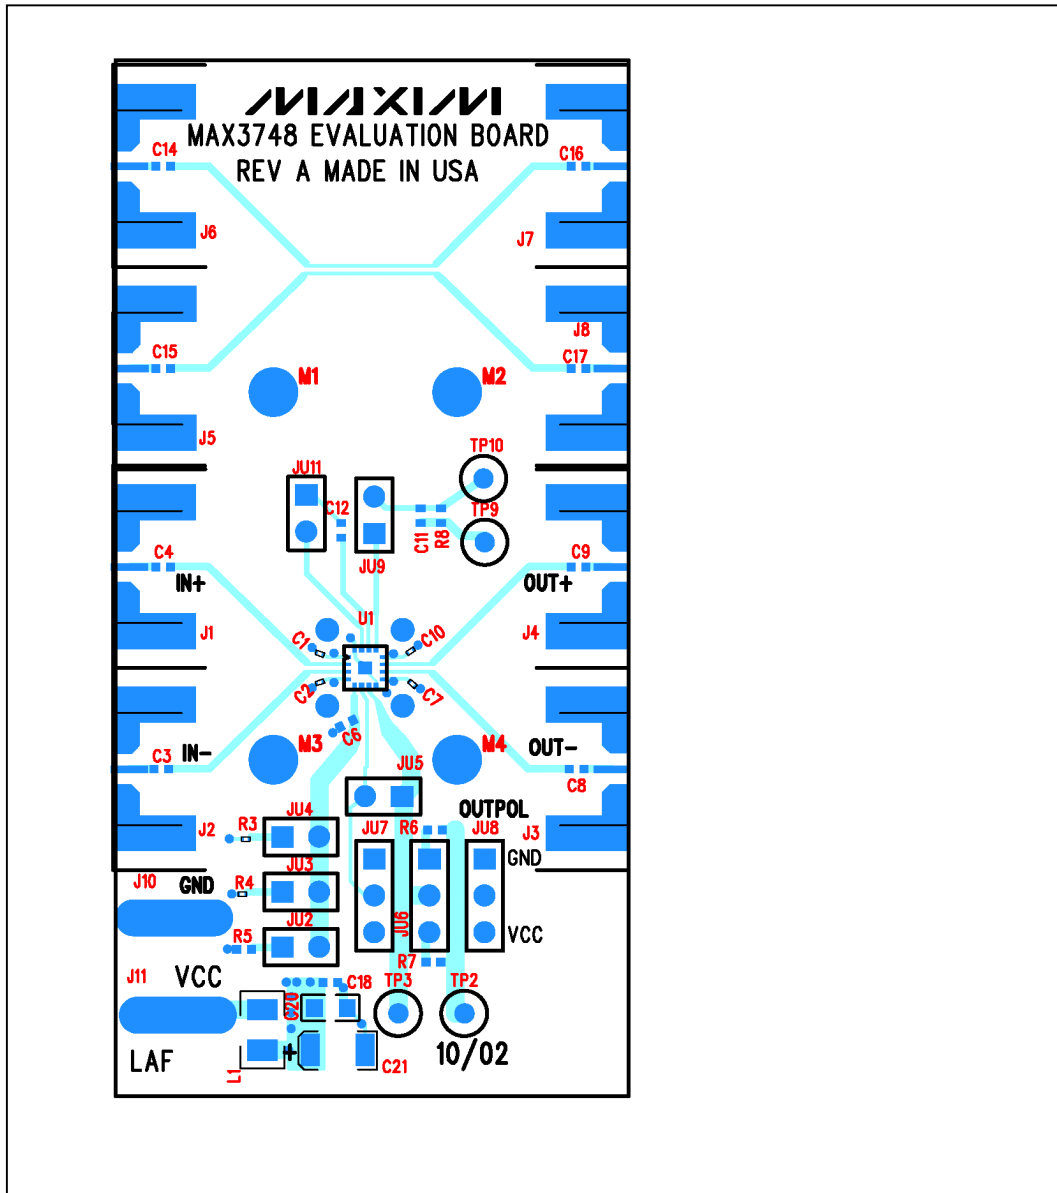 MAXIM
MAX3748 EVALUATION BOARD
REV A MADE IN USA
C14
C16
J6
J7
J8
C15
C17
M1
M2
J5
TP10
JU11
C12
TP9
C11
R8
JU9
C4
C9
IN+
OUT+
U1
J1
C1
C10
J4
C2
C7
C6
M3
M4
IN-
OUT-
C3
JU5
C8
OUTPOL
J2
R3
JU4
JU7
R6
JU8
J3
GND
J10
GND
R4
JU3
JU6
JU2
R5
VCC
R7
J11
VCC
C20
C18
TP3
TP2
LAF
L1
+
C21
10/02